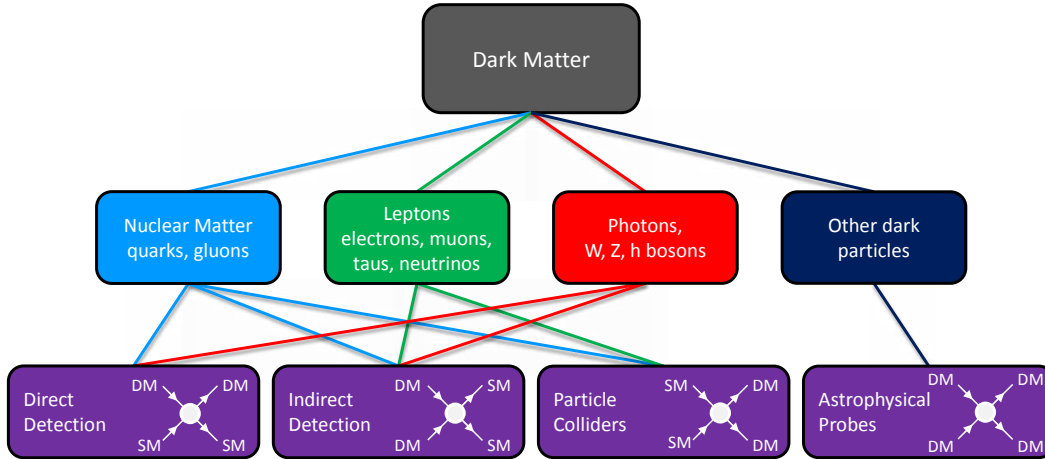 Dark Matter
Nuclear Matter
quarks, gluons
Leptons
electrons, muons,
taus, neutrinos
Photons,
W, Z, h bosons
Other dark
particles
Direct
Detection
DM
DM
SM
SM
Indirect
Detection
DM
SM
DM
SM
Particle
Colliders
SM
DM
SM
DM
Astrophysical
Probes
DM
DM
DM
DM